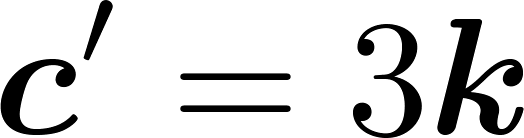 c′ = 3k